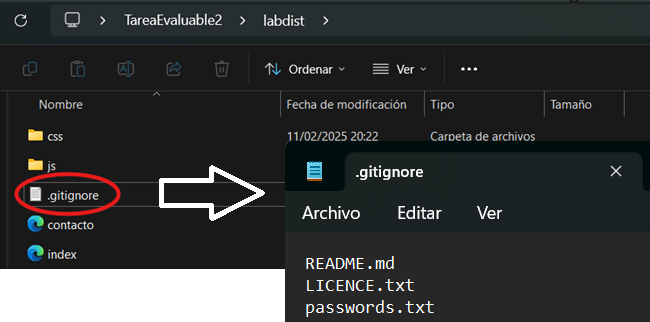 TareaEvaluable2 > labdist >
Ordenar
Ver
Nombre Fecha de modificación Tipo Tamaño
css 11/02/2025 20:22 Carpeta de archivos
js
.gitignore
contacto
index
.gitignore
Archivo Editar Ver
README.md
LICENCE.txt
passwords.txt